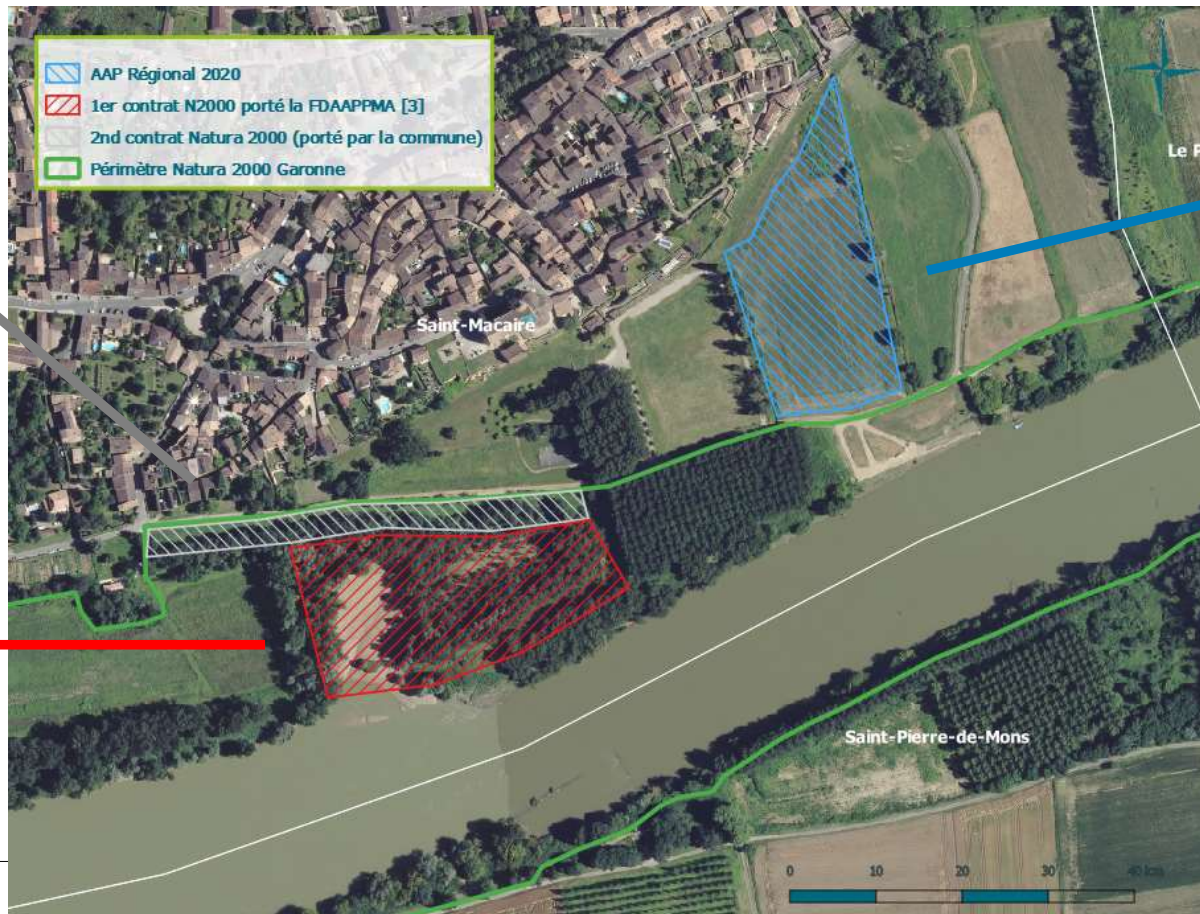 AAP Régional 2020
1er contrat N2000 porté la FDAAPPMA [3]
2nd contrat Natura 2000 (porté par la commune)
Périmètre Natura 2000 Garonne
Le P
Saint-Macaire
Saint-Pierre-de-Mons
0 10 20 30 40 km